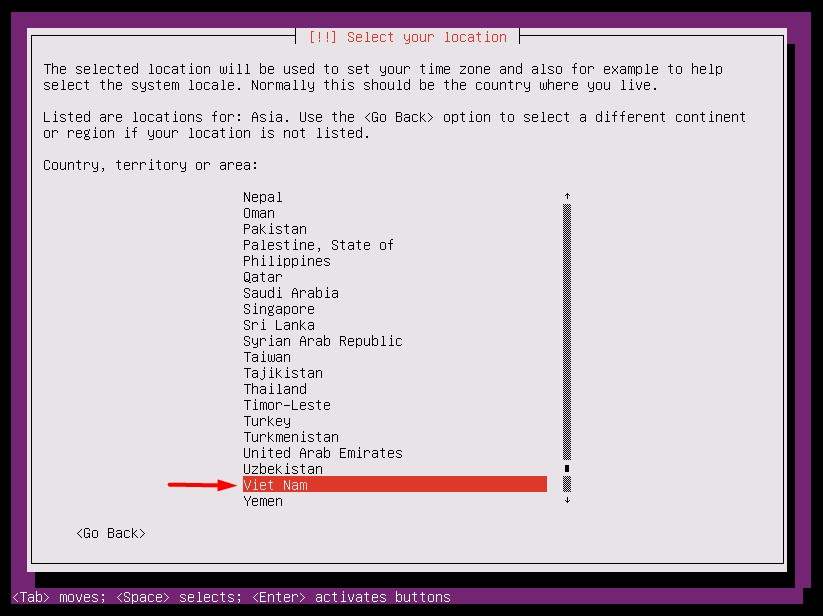 [!!] Select your location
The selected location will be used to set your time zone and also for example to help
select the system locale. Normally this should be the country where you live.
Listed are locations for: Asia. Use the <Go Back> option to select a different continent
or region if your location is not listed.
Country, territory or area:
Nepal
Oman
Pakistan
Palestine, State of
Philippines
Qatar
Saudi Arabia
Singapore
Sri Lanka
Syrian Arab Republic
Taiwan
Tajikistan
Thailand
Timor-Leste
Turkey
Turkmenistan
United Arab Emirates
Uzbekistan
Viet Nam
Yemen
<Go Back>
<Tab> moves; <Space> selects; <Enter> activates buttons